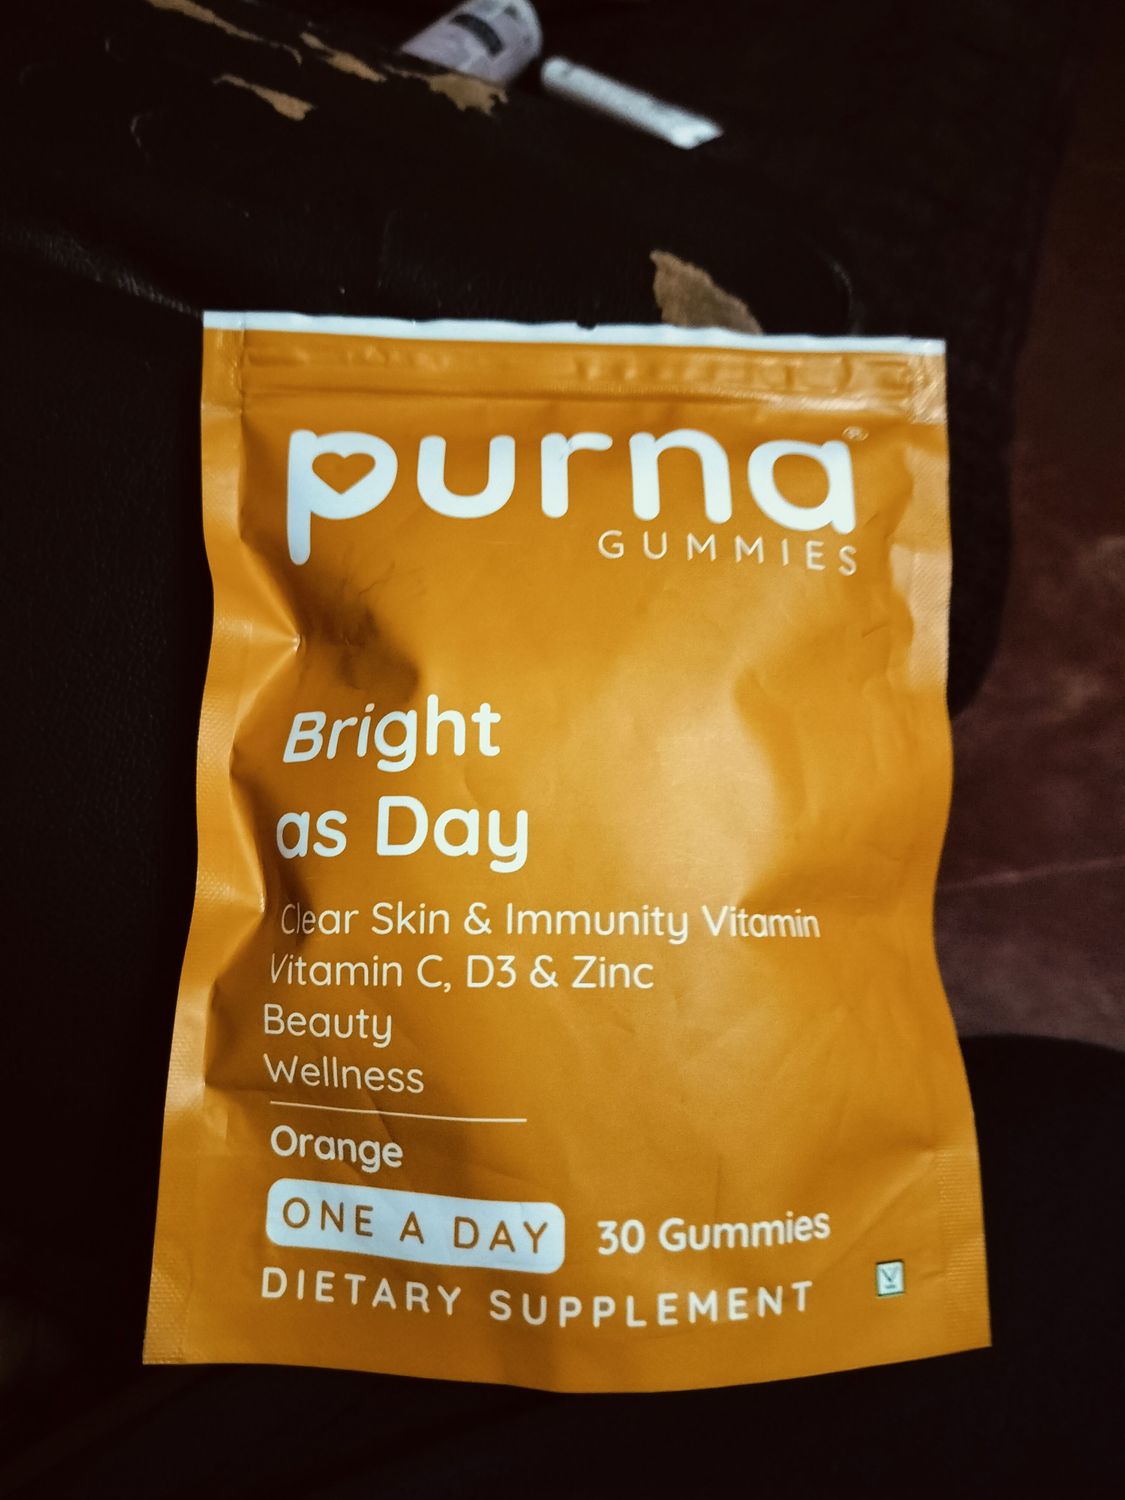 purna®
GUMMIES
Bright
as Day
Clear Skin & Immunity Vitamin
Vitamin C, D3 & Zinc
Beauty
Wellness
Orange
ONE A DAY 30 Gummies
DIETARY SUPPLEMENT